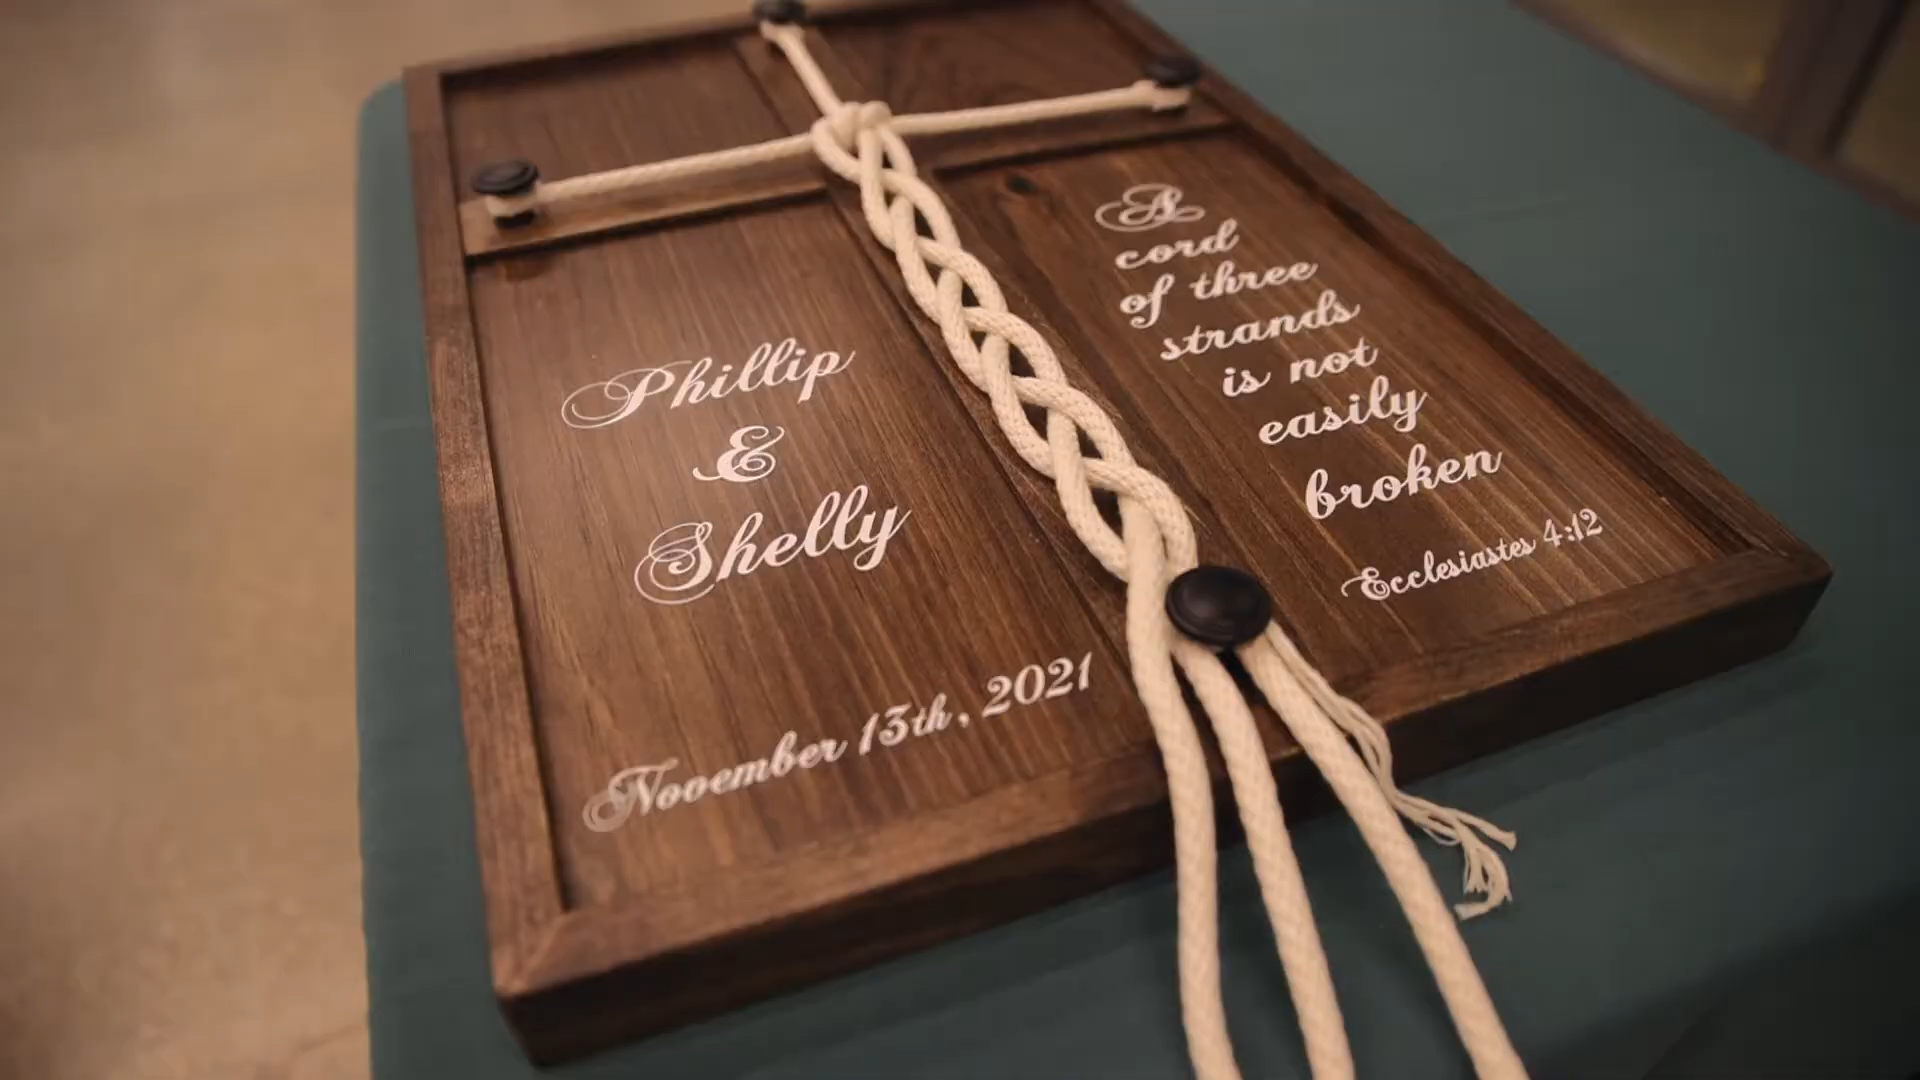 Phillip
&
Shelly
November 13th, 2021
A
cord
of three
strands
is not
easily
broken
Ecclesiastes 4:12